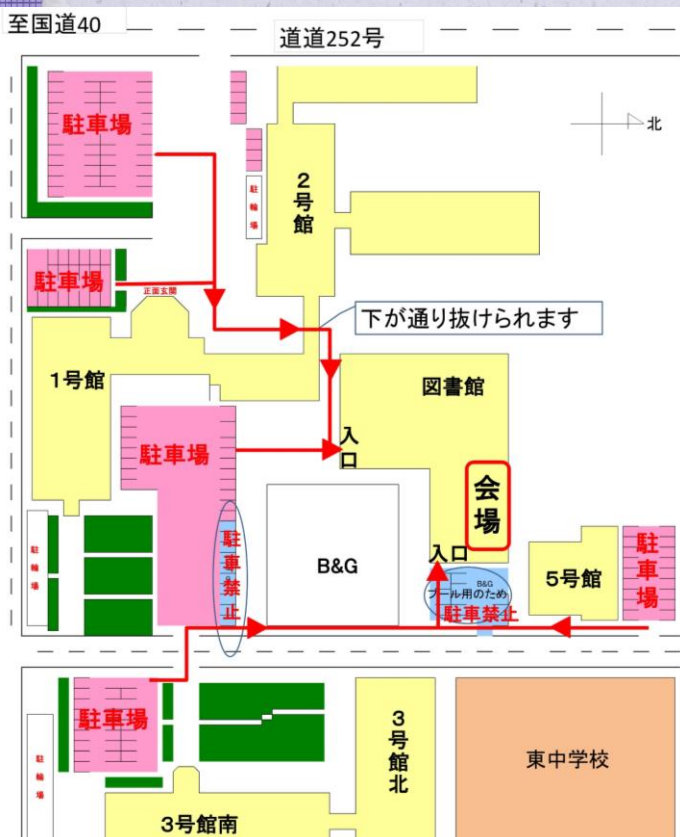 至国道40
道道252号
駐車場
北
2号館
駐輪場
駐車場
正面玄関
下が通り抜けられます
1号館
図書館
駐車場
入口
会場
駐輪場
駐車禁止
B&G
入口
B&G
プール用のため
駐車禁止
5号館
駐車場
駐車場
3号館北
東中学校
駐輪場
3号館南